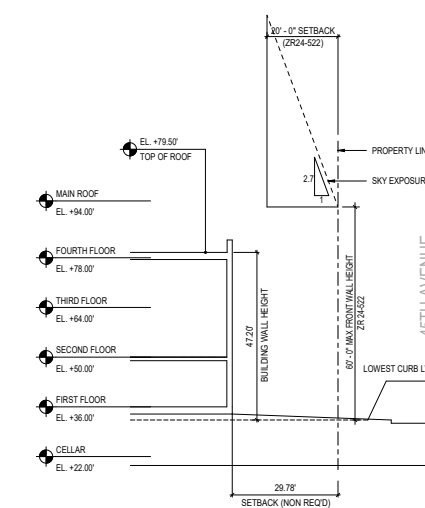 20' - 0" SETBACK
(ZR24-522)
EL. +79.50'
TOP OF ROOF
PROPERTY LIN
2.7
1
SKY EXPOSUR
MAIN ROOF
EL. +94.00'
FOURTH FLOOR
EL. +78.00'
THIRD FLOOR
EL. +64.00'
SECOND FLOOR
EL. +50.00'
FIRST FLOOR
EL. +36.00'
CELLAR
EL. +22.00'
47.20'
BUILDING WALL HEIGHT
60' - 0" MAX FRONT WALL HEIGHT
ZR 24-522
LOWEST CURB L
29.78'
SETBACK (NON REQ'D)